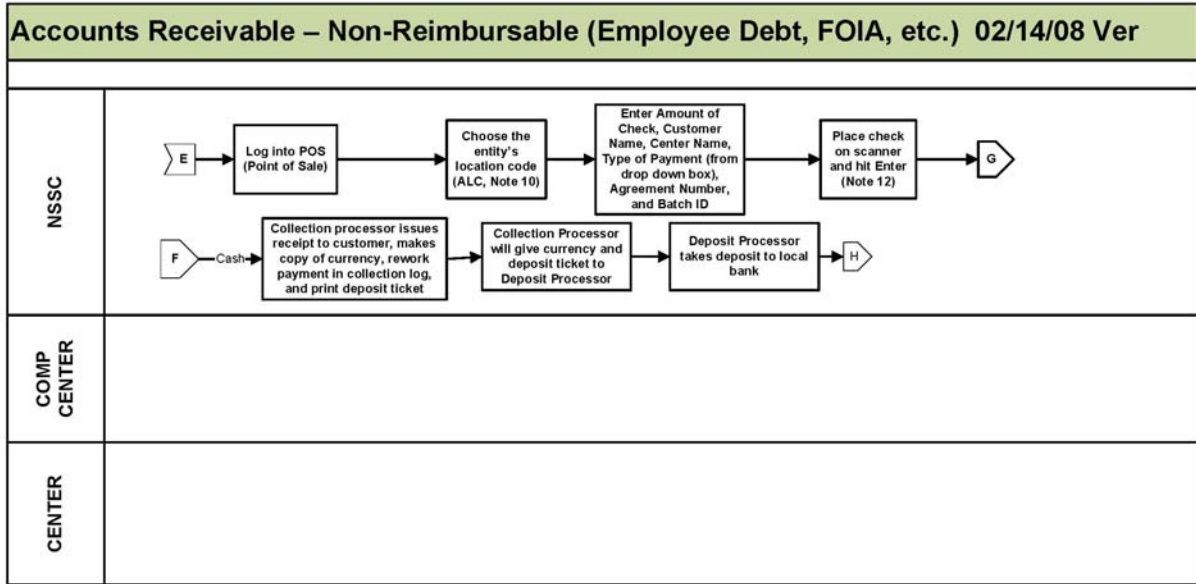 Accounts Receivable – Non-Reimbursable (Employee Debt, FOIA, etc.) 02/14/08 Ver
NSSC
E
Log into POS
(Point of Sale)
Choose the
entity's
location code
(ALC, Note 10)
Enter Amount of
Check, Customer
Name, Center Name,
Type of Payment (from
drop down box),
Agreement Number,
and Batch ID
Place check
on scanner
and hit Enter
(Note 12)
G
F
Cash
Collection processor issues
receipt to customer, makes
copy of currency, rework
payment in collection log,
and print deposit ticket
Collection Processor
will give currency and
deposit ticket to
Deposit Processor
Deposit Processor
takes deposit to local
bank
H
COMP
CENTER
CENTER